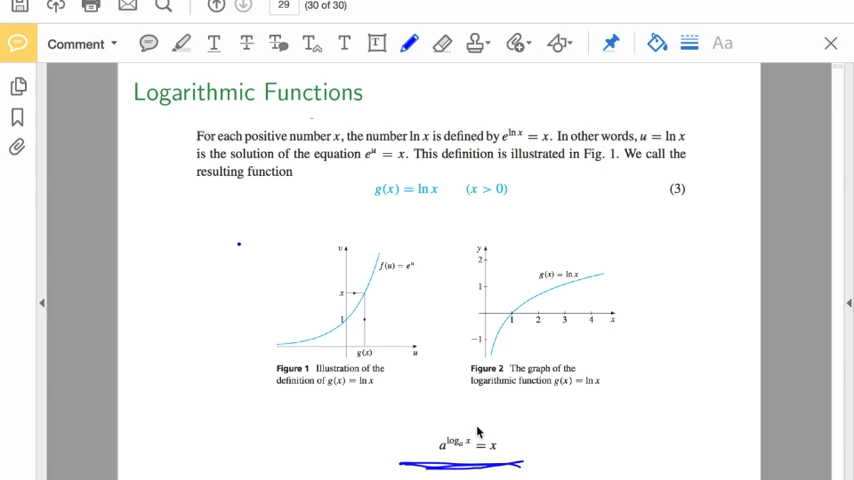 29 (30 of 30)
Comment
T T T T T T Aa
Logarithmic Functions
For each positive number x, the number ln x is defined by e^{ln x} = x. In other words, u = ln x
is the solution of the equation e^u = x. This definition is illustrated in Fig. 1. We call the
resulting function
g(x) = ln x (x > 0) (3)
v
f(u) = e^u
x
1
g(x) u
y
2
g(x) = ln x
1
1 2 3 4 x
−1
Figure 1 Illustration of the
definition of g(x) = ln x
Figure 2 The graph of the
logarithmic function g(x) = ln x
a^{log_a x} = x